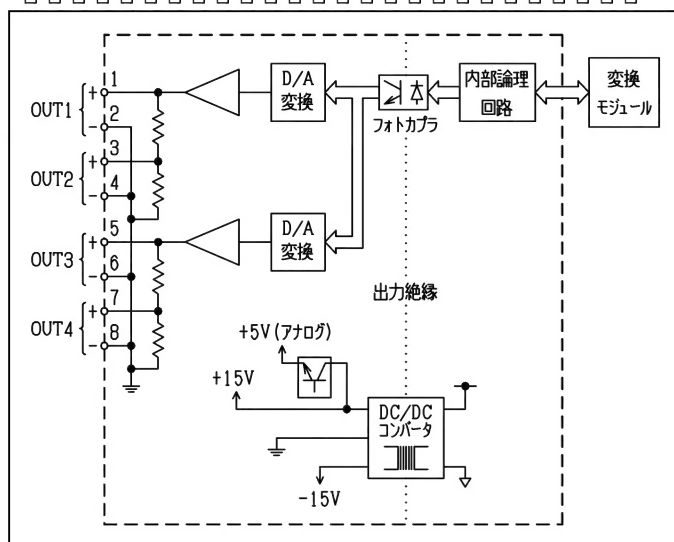 1
D/A
変換
内部論理
回路
変換
モジュール
フォトカプラ
OUT1
+
2
-
3
OUT2
+
4
-
5
D/A
変換
OUT3
+
6
-
7
OUT4
+
8
-
出力絶縁
+5V(アナログ)
+15V
DC/DC
コンバータ
-15V